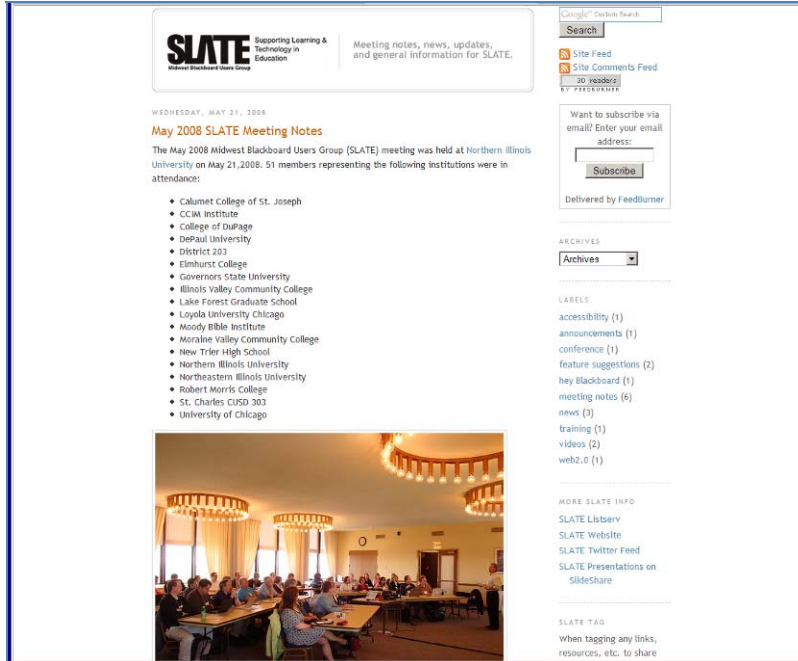 SLATE
Supporting Learning &
Technology in
Education
Midwest Blackboard Users Group
Meeting notes, news, updates,
and general information for SLATE.
WEDNESDAY, MAY 21, 2008
May 2008 SLATE Meeting Notes
The May 2008 Midwest Blackboard Users Group (SLATE) meeting was held at Northern Illinois
University on May 21,2008. 51 members representing the following institutions were in
attendance:
Calumet College of St. Joseph
CCIM Institute
College of DuPage
DePaul University
District 203
Elmhurst College
Governors State University
Illinois Valley Community College
Lake Forest Graduate School
Loyola University Chicago
Moody Bible Institute
Moraine Valley Community College
New Trier High School
Northern Illinois University
Northeastern Illinois University
Robert Morris College
St. Charles CUSD 303
University of Chicago
Google™ Custom Search
Search
Site Feed
Site Comments Feed
30 readers
BY FEEDBURNER
Want to subscribe via
email? Enter your email
address:
Subscribe
Delivered by FeedBurner
ARCHIVES
Archives
LABELS
accessibility (1)
announcements (1)
conference (1)
feature suggestions (2)
hey Blackboard (1)
meeting notes (6)
news (3)
training (1)
videos (2)
web2.0 (1)
MORE SLATE INFO
SLATE Listserv
SLATE Website
SLATE Twitter Feed
SLATE Presentations on
SlideShare
SLATE TAG
When tagging any links,
resources, etc. to share